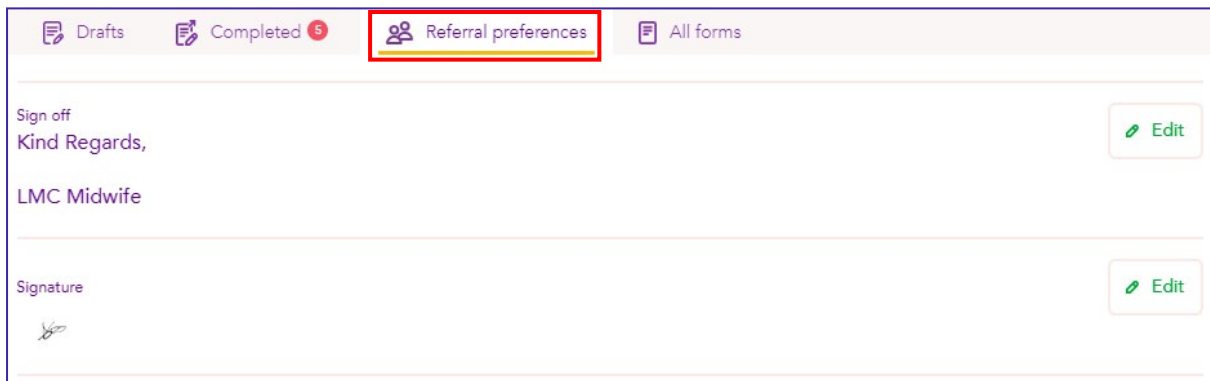 Drafts Completed 5 Referral preferences All forms
Sign off
Edit
Kind Regards,
LMC Midwife
Signature
Edit